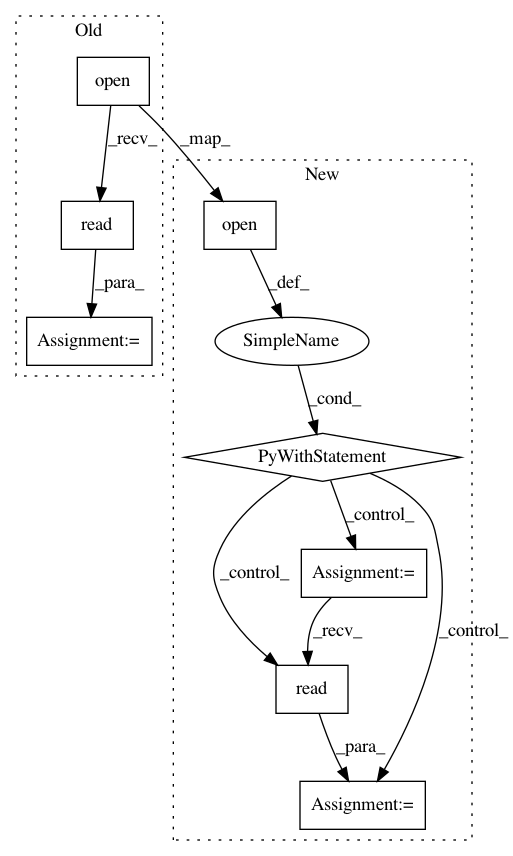 Old
open
_recv_
_map_
New
read
open
_para_
_def_
Assignment:=
SimpleName
_cond_
PyWithStatement
_control_
_control_
Assignment:=
_recv_
_control_
read
_para_
Assignment:=